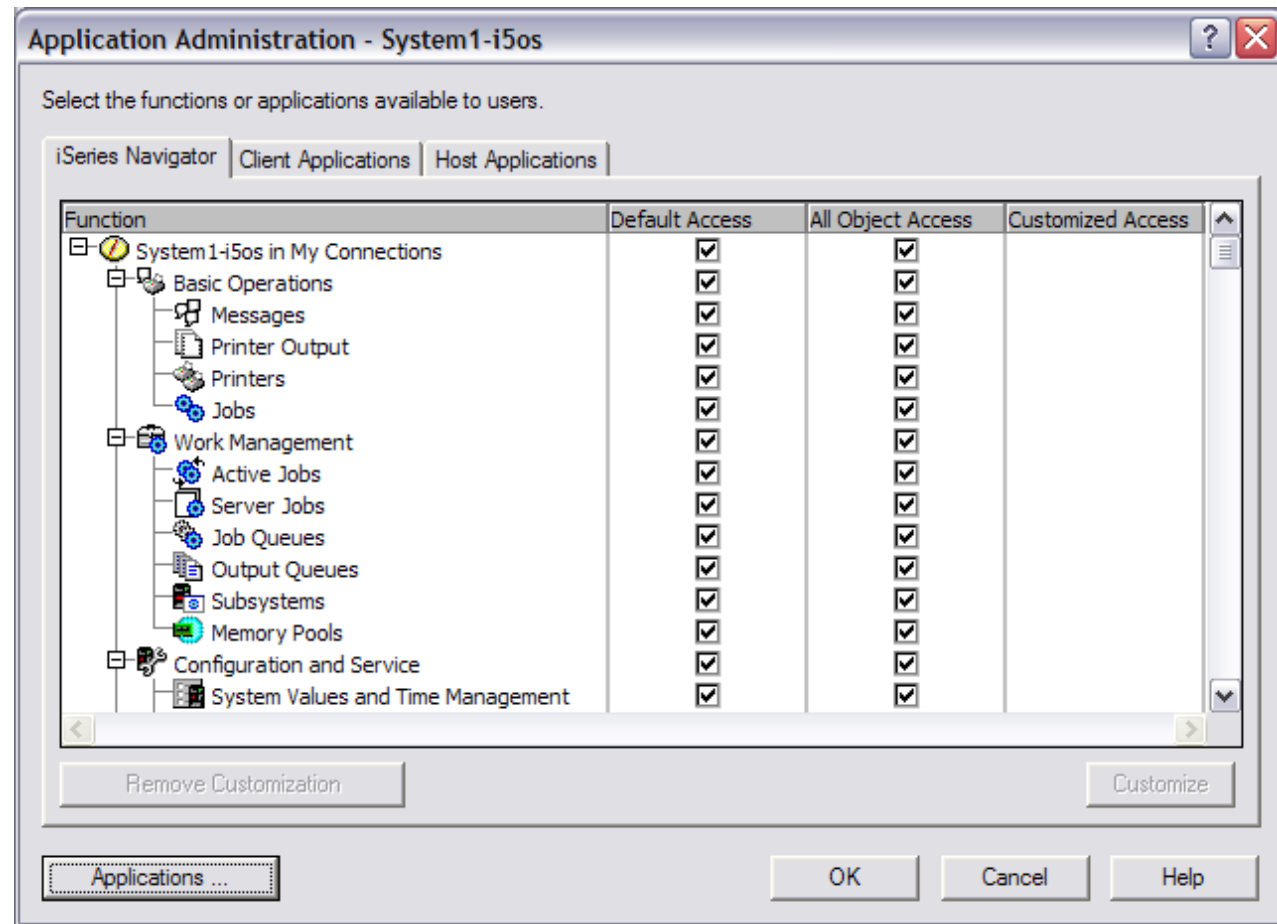 Application Administration - System1-i5os
Select the functions or applications available to users.
iSeries Navigator Client Applications Host Applications
Function Default Access All Object Access Customized Access
System1-i5os in My Connections
Basic Operations
Messages
Printer Output
Printers
Jobs
Work Management
Active Jobs
Server Jobs
Job Queues
Output Queues
Subsystems
Memory Pools
Configuration and Service
System Values and Time Management
Remove Customization Customize
Applications ... OK Cancel Help